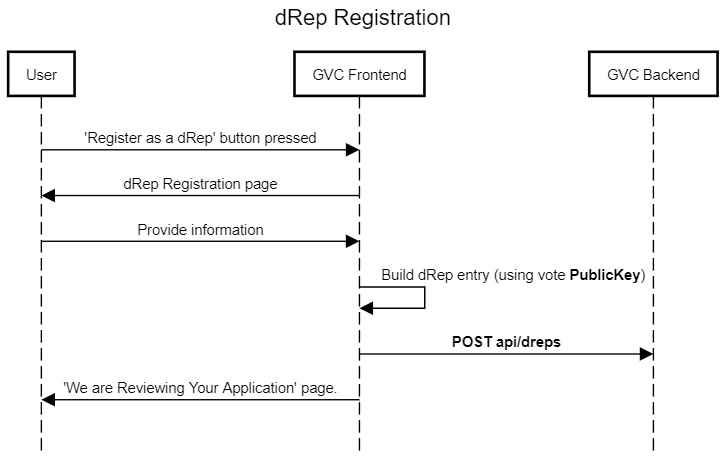 dRep Registration
User
GVC Frontend
GVC Backend
'Register as a dRep' button pressed
dRep Registration page
Provide information
Build dRep entry (using vote PublicKey)
POST api/dreps
'We are Reviewing Your Application' page.